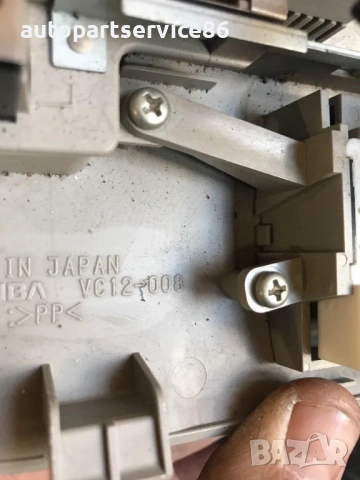 autopartservice86
IN JAPAN
VC12-008
:>PP<
BAZAR